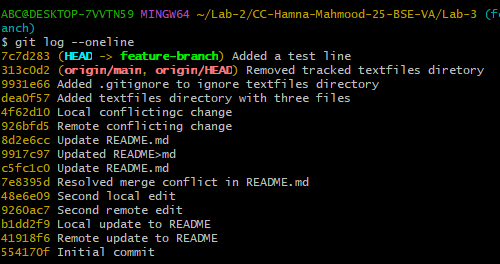 ABC@DESKTOP-7VVTN59 MINGW64 ~/Lab-2/CC-Hamna-Mahmood-25-BSE-VA/Lab-3 (fe
anch)
$ git log --oneline
7c7d283 (HEAD -> feature-branch) Added a test line
313c0d2 (origin/main, origin/HEAD) Removed tracked textfiles diretory
9931e66 Added .gitignore to ignore textfiles directory
dea0f57 Added textfiles directory with three files
4f62d10 Local conflictingc change
926bfd5 Remote conflicting change
8d2e6cc Update README.md
9917c97 Updated README>md
c5fc1c0 Updated README.md
7e8395d Resolved merge conflict in README.md
48e6e09 Second local edit
9260ac7 Second remote edit
b1dd2f9 Local update to README
41918f6 Remote update to README
554170f Initial commit